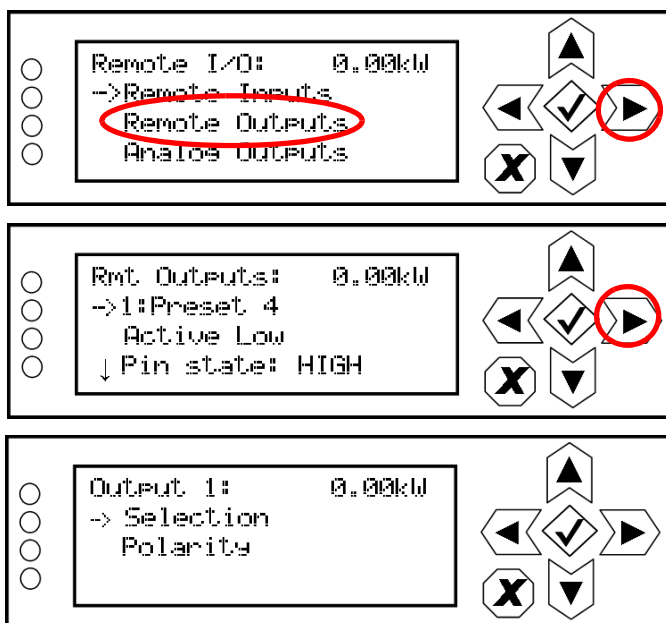 Remote I/O: 0.00kW
->Remote Inputs
Remote Outputs
Analog Outputs
X
Rmt Outputs: 0.00kW
->1:Preset 4
Active Low
↓Pin state: HIGH
X
Output 1: 0.00kW
-> Selection
Polarity
X